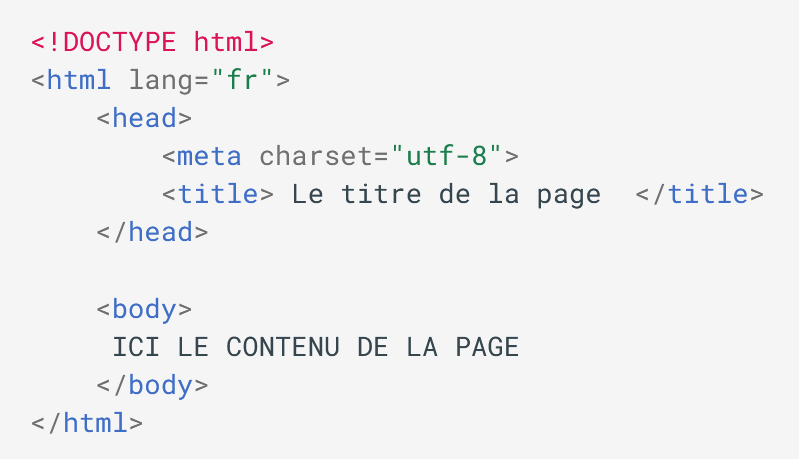 <!DOCTYPE html>
<html lang="fr">
    <head>
        <meta charset="utf-8">
        <title> Le titre de la page  </title>
    </head>

    <body>
     ICI LE CONTENU DE LA PAGE
    </body>
</html>